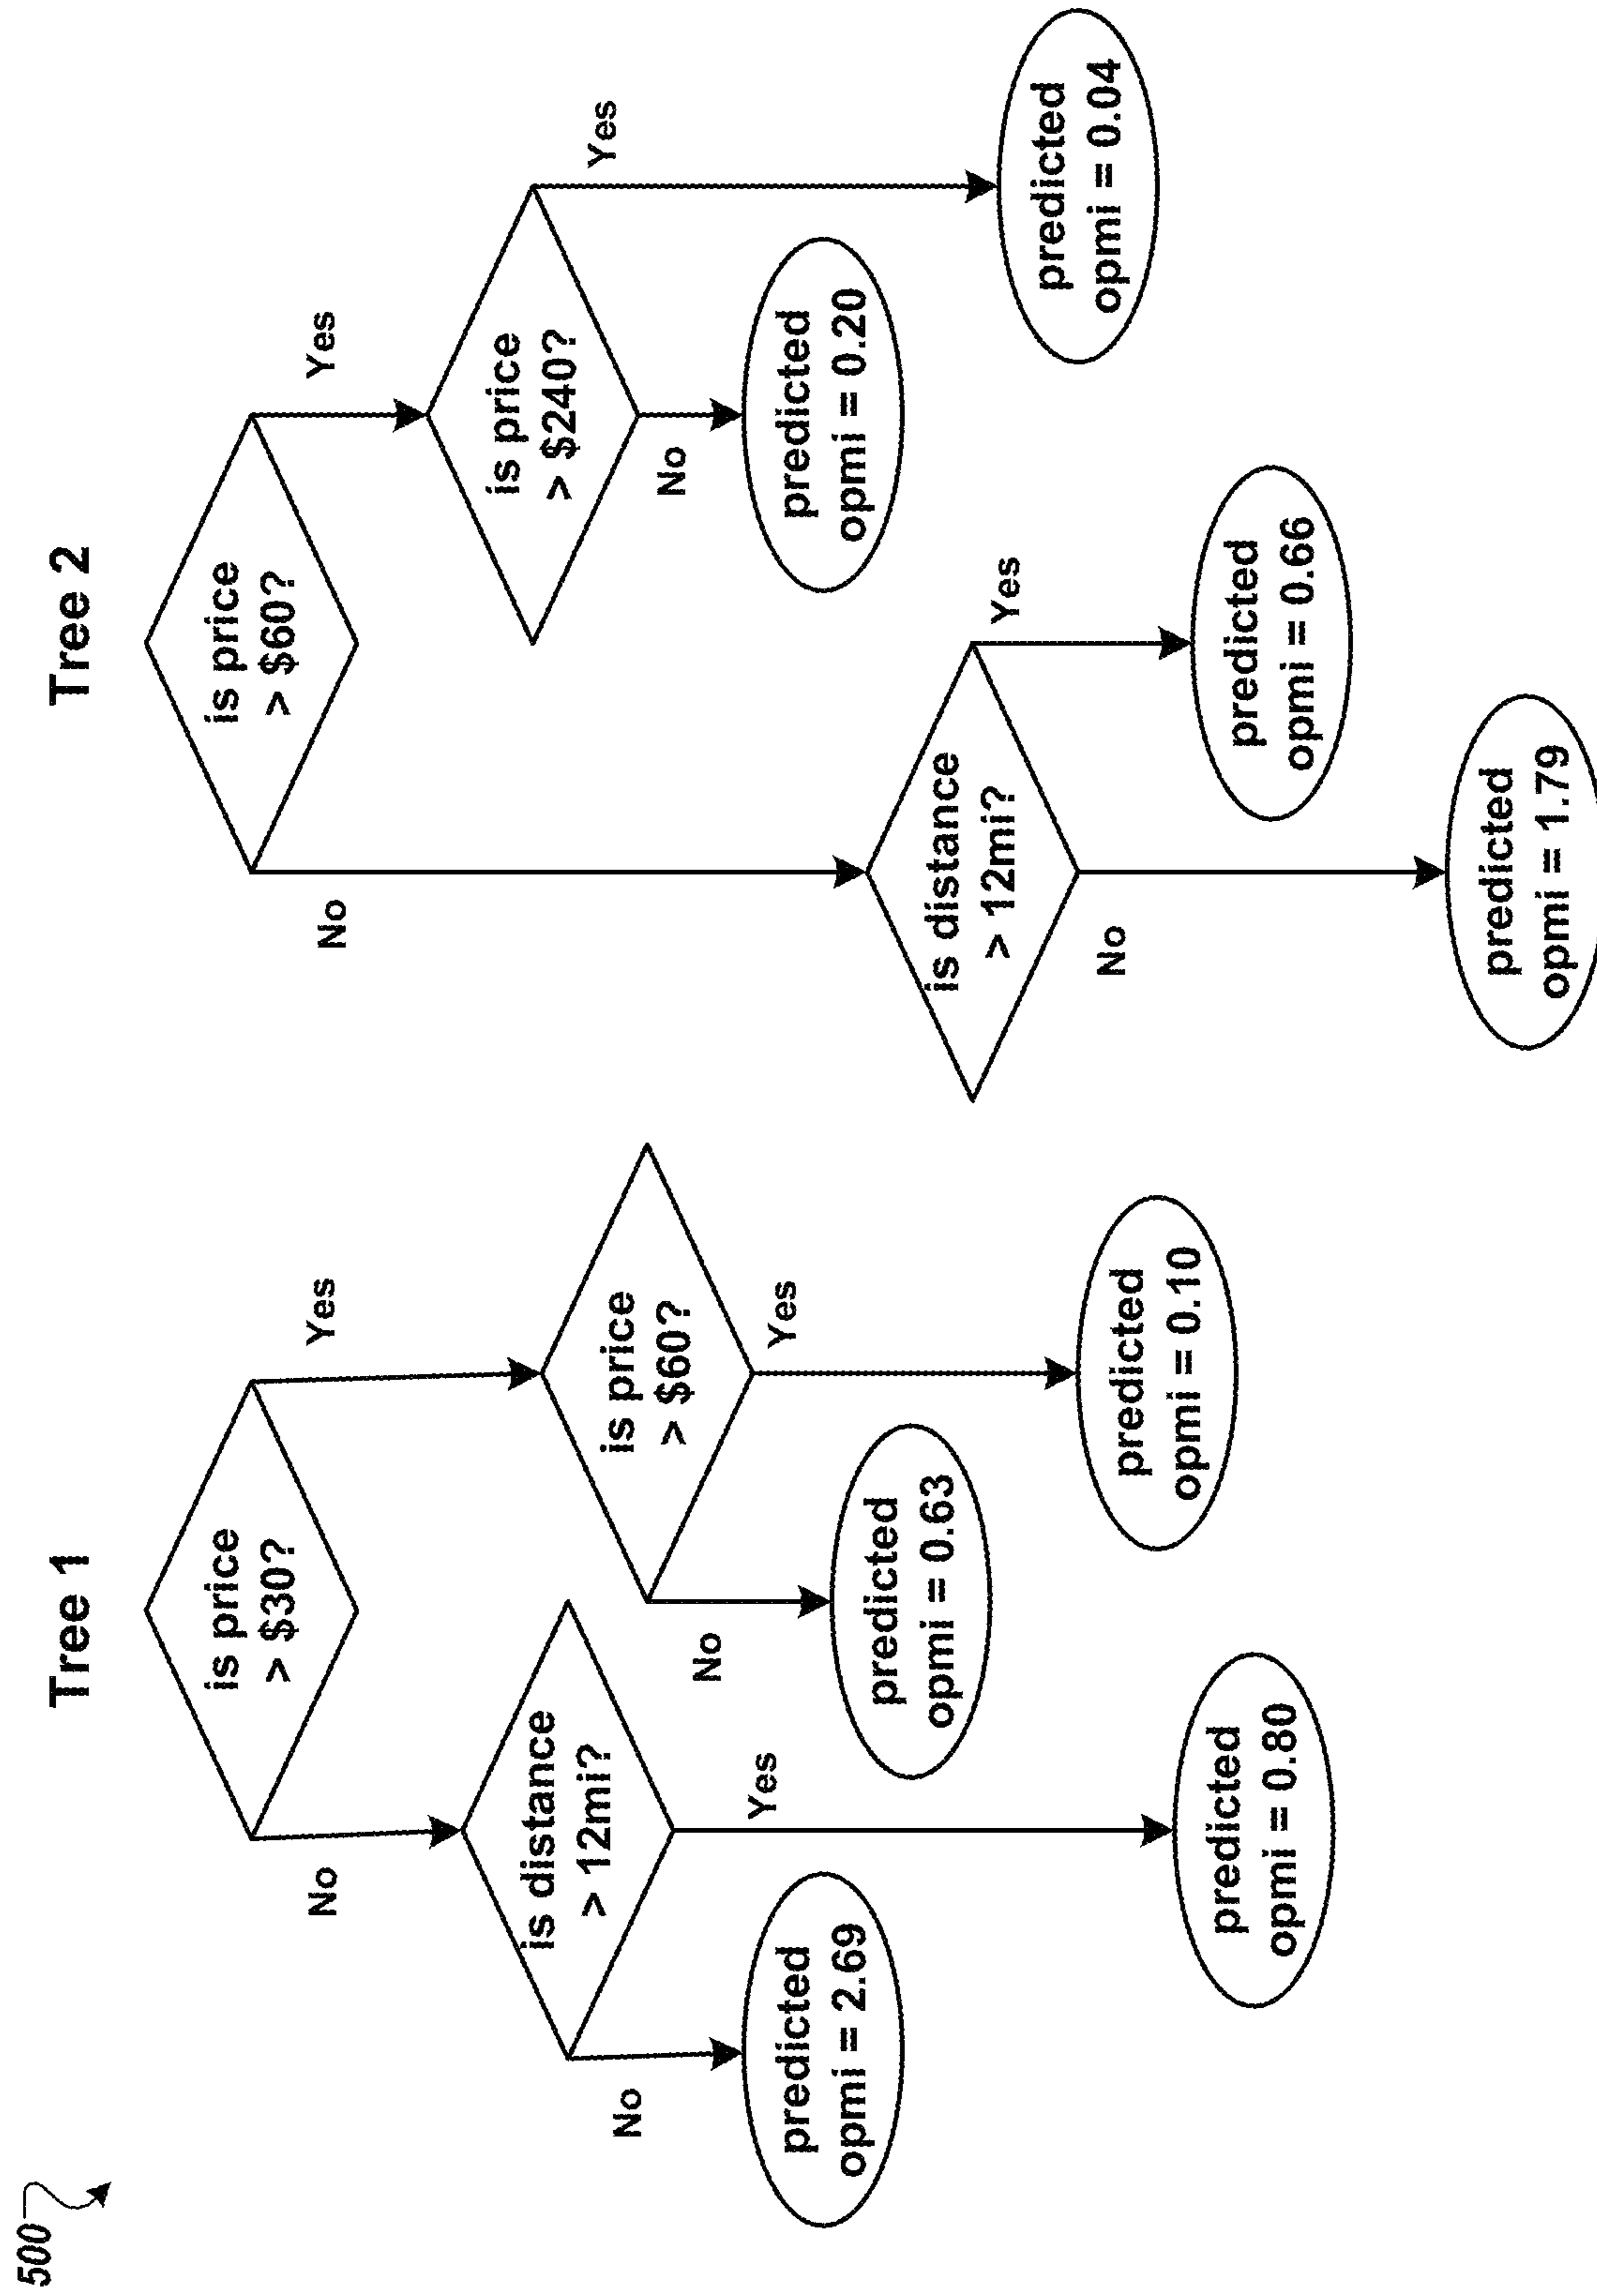 500
Tree 1
is price
> $30?
No
Yes
is distance
> 12mi?
No
Yes
predicted
opmi = 2.69
predicted
opmi = 0.80
is price
> $60?
No
Yes
predicted
opmi = 0.63
predicted
opmi = 0.10
Tree 2
is price
> $60?
No
Yes
is distance
> 12mi?
No
Yes
predicted
opmi = 1.79
predicted
opmi = 0.66
is price
> $240?
No
Yes
predicted
opmi = 0.20
predicted
opmi = 0.04